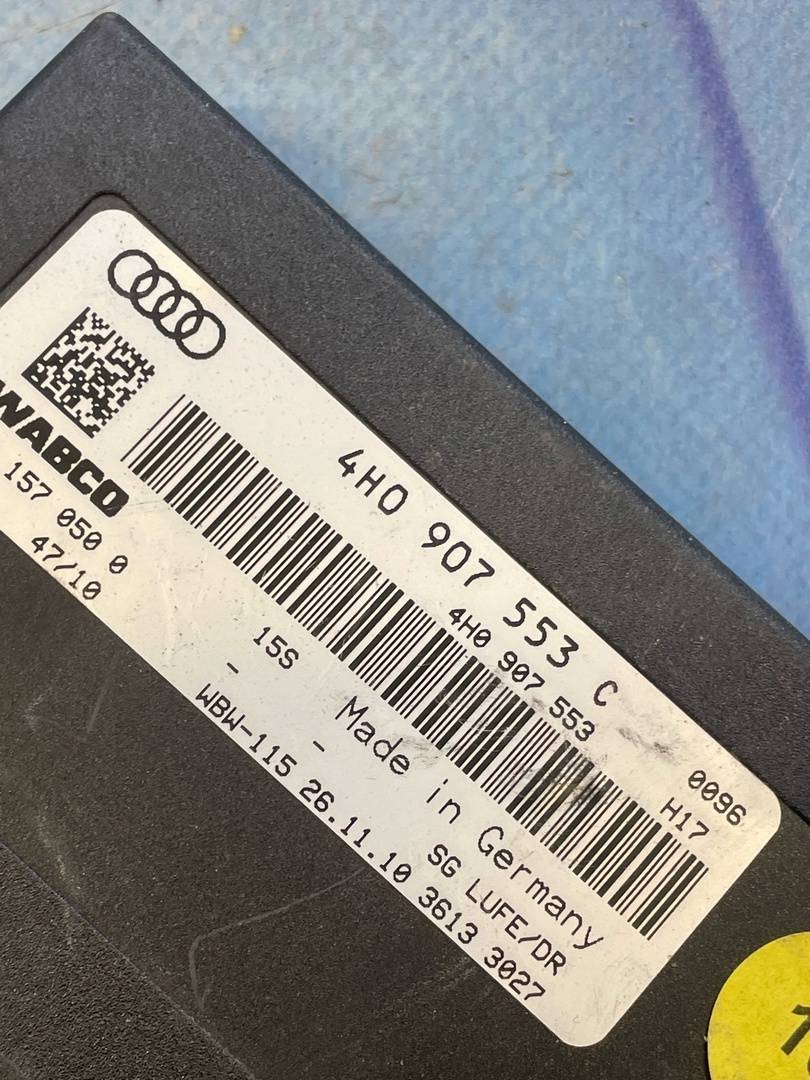 WABCO
157 050 0
47/10
4H0 907 553 C
4H0 907 553
0096
H17
15S
-
-
Made in Germany
SG LUFE/DR
WBW-115 26.11.10 3613 3027